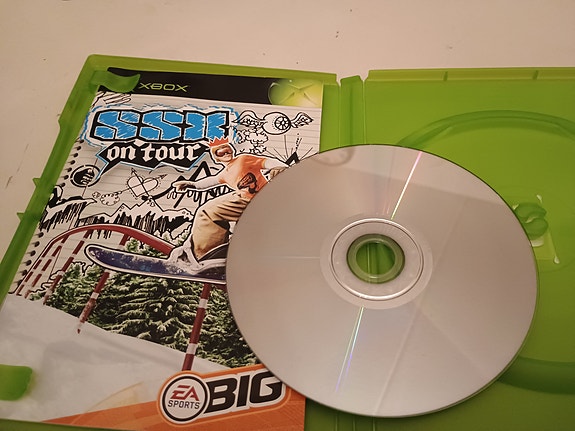 XBOX
SSX
on tour
EA
SPORTS
BIG